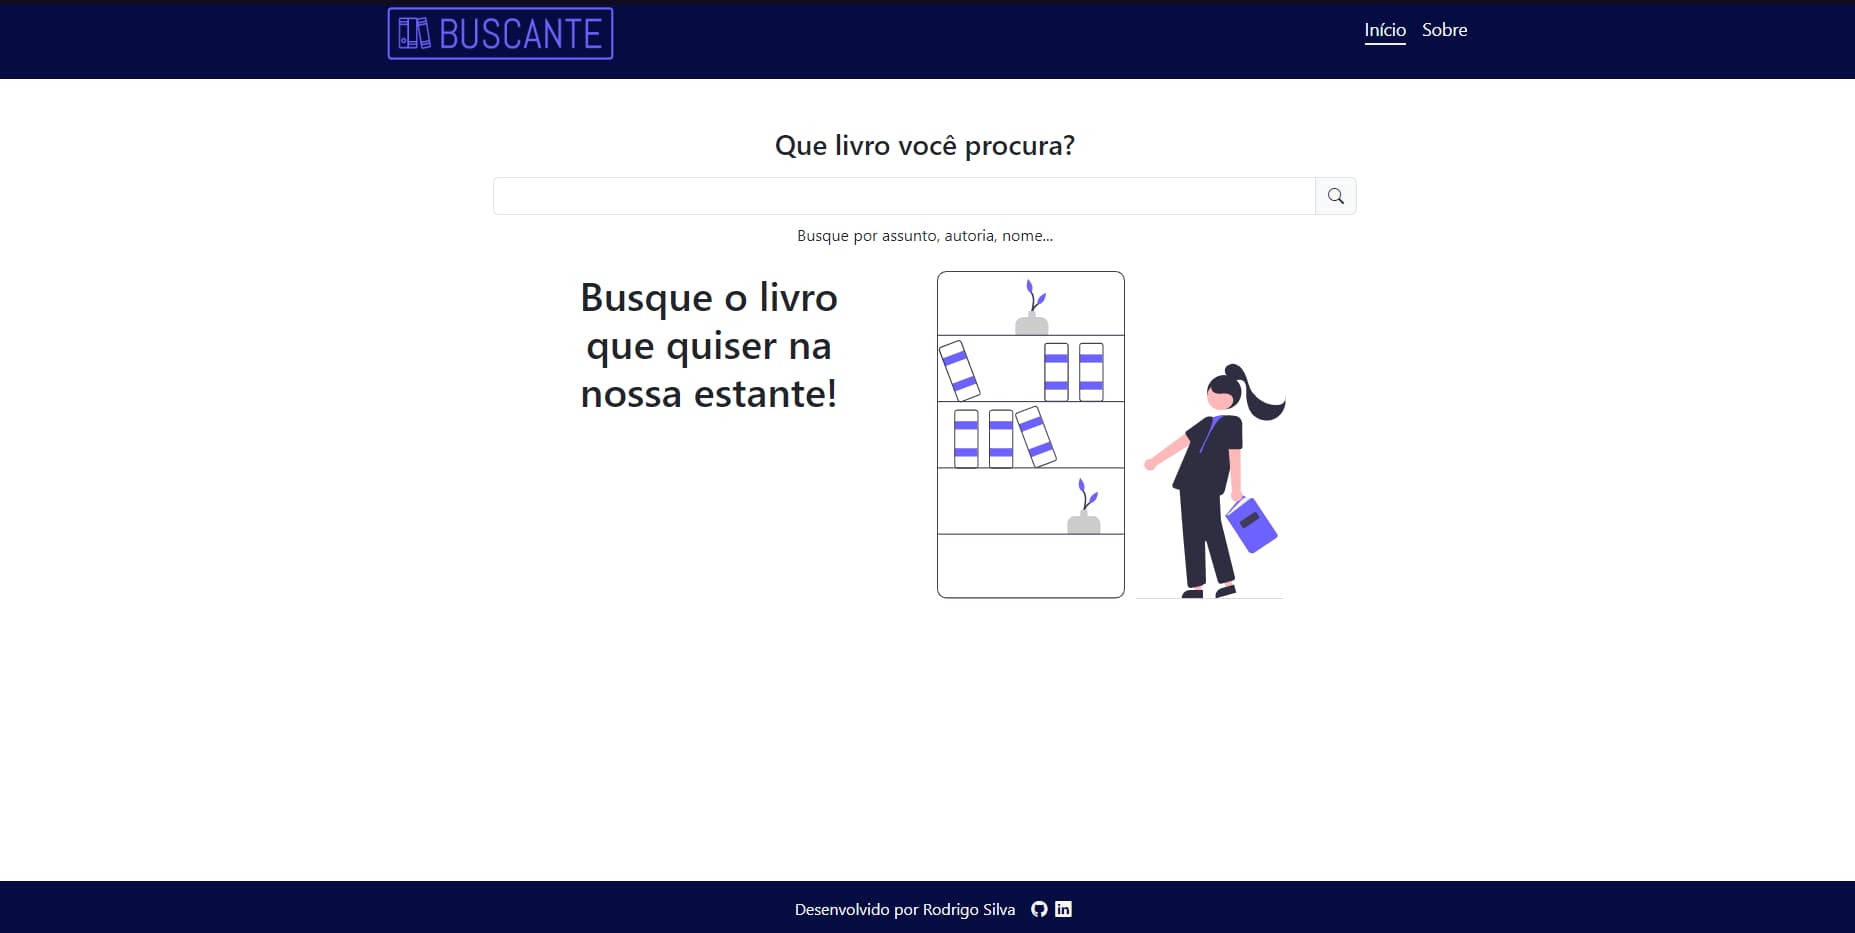 BUSCANTE
Início Sobre
Que livro você procura?
Busque por assunto, autoria, nome...
Busque o livro
que quiser na
nossa estante!
Desenvolvido por Rodrigo Silva in